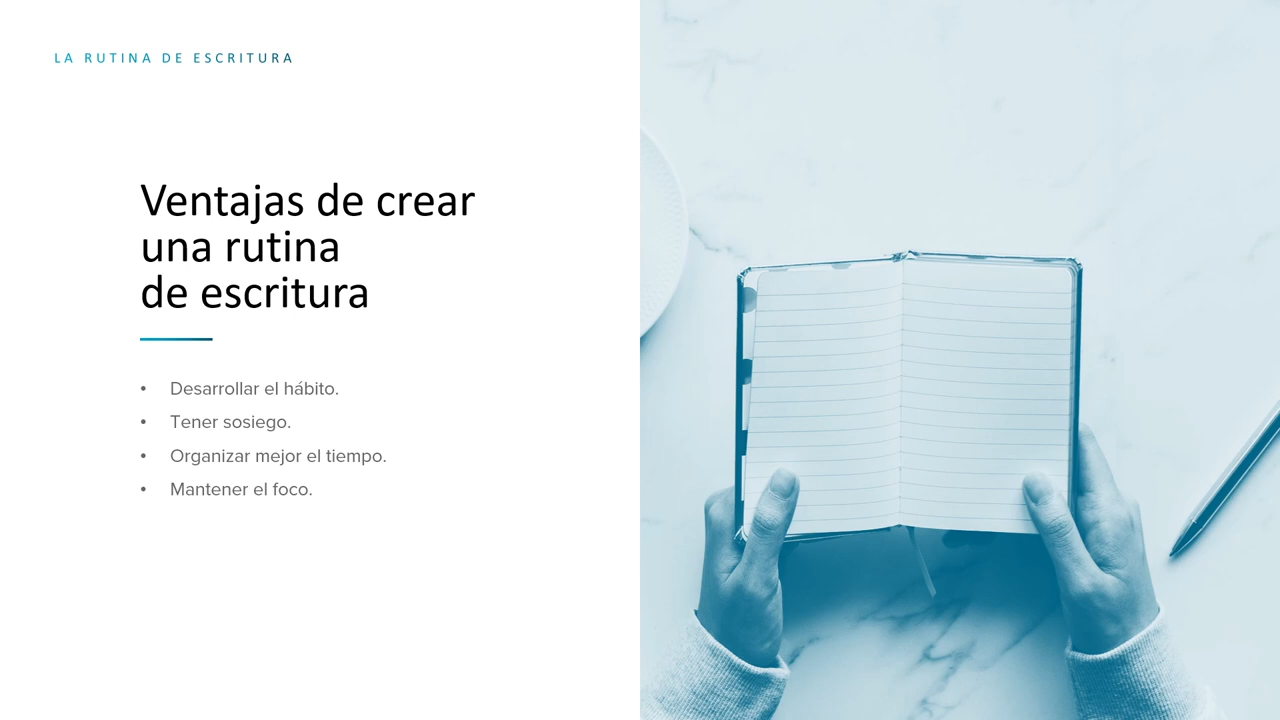 LA RUTINA DE ESCRITURA
Ventajas de crear
una rutina
de escritura
• Desarrollar el hábito.
• Tener sosiego.
• Organizar mejor el tiempo.
• Mantener el foco.